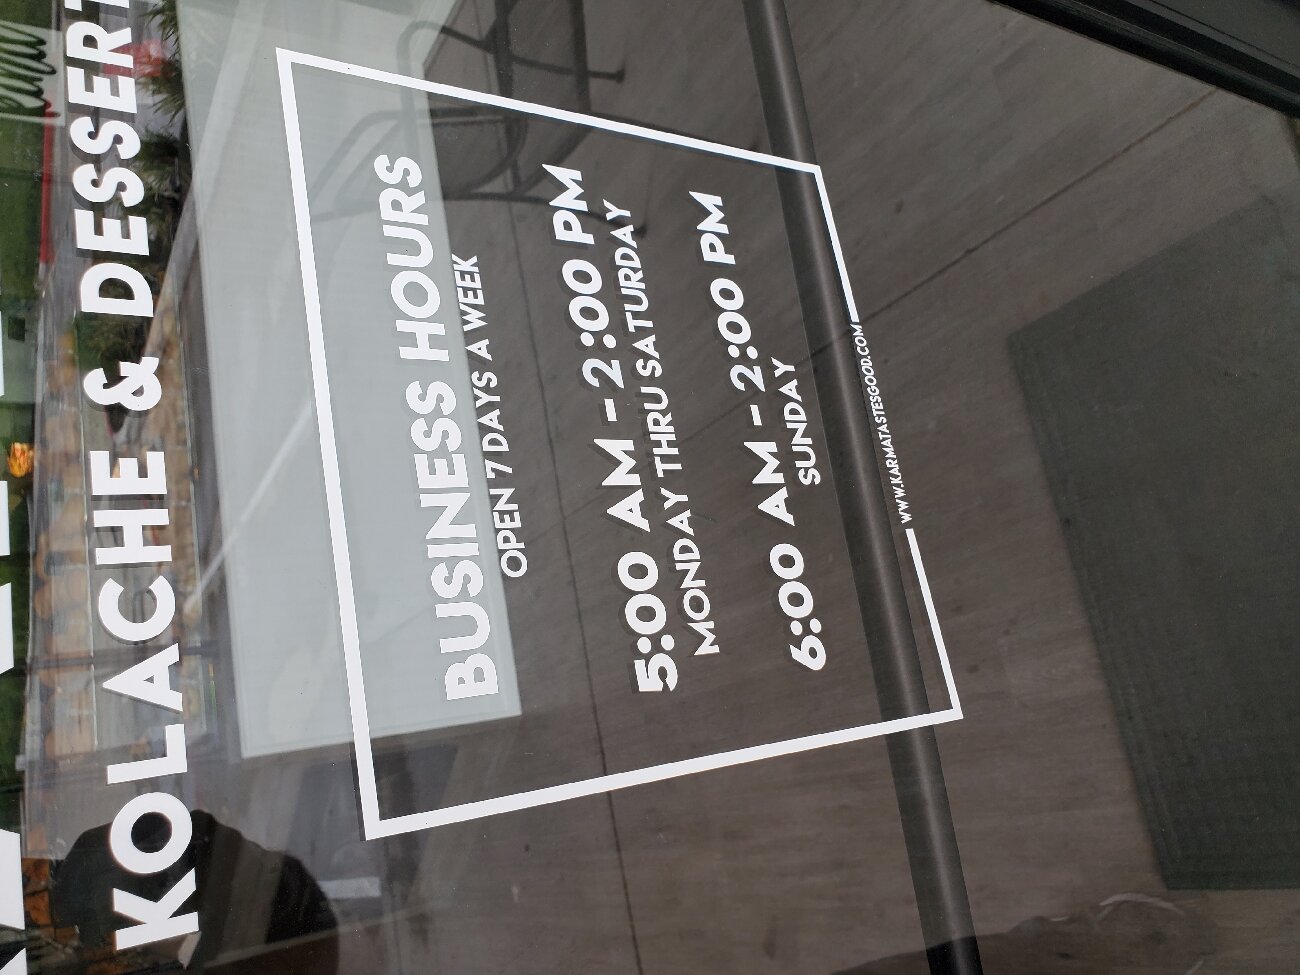 KOLACHE & DESSERT
BUSINESS HOURS
OPEN 7 DAYS A WEEK
5:00 AM - 2:00 PM
MONDAY THRU SATURDAY
6:00 AM - 2:00 PM
SUNDAY
WWW.KARMATASTESGOOD.COM